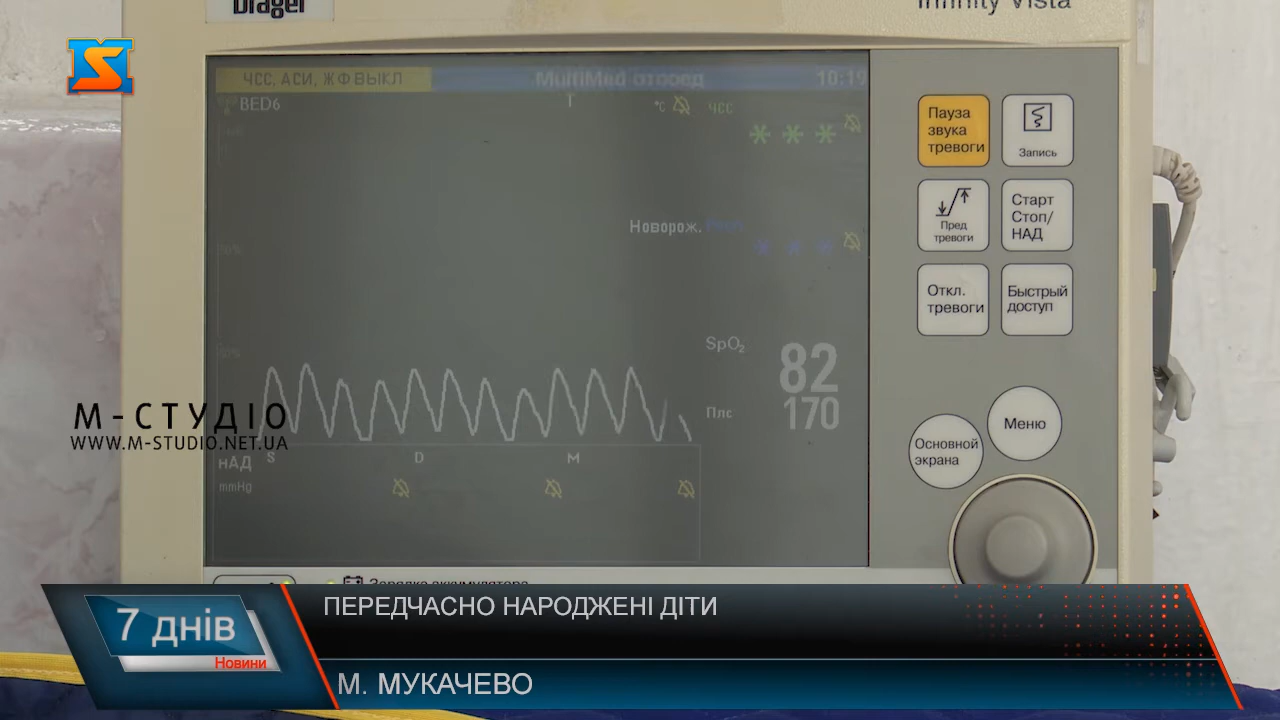 Dräger
Infinity Vista
ЧСС, АСИ, ЖФ ВЫКЛ
MultiMed отсоед
10:19
BED6
T
°C
ЧСС
***
Новорож.
***
SpO₂
82
Плс
170
нАД
S
D
M
mmHg
Пауза
звука
тревоги
Запись
Пред
тревоги
Старт
Стоп/
НАД
Откл.
тревоги
Быстрый
доступ
Меню
Основной
экрана
Зарядка аккумулятора
М-СТУДІО
WWW.M-STUDIO.NET.UA
7 днів
Новини
ПЕРЕДЧАСНО НАРОДЖЕНІ ДІТИ
М. МУКАЧЕВО